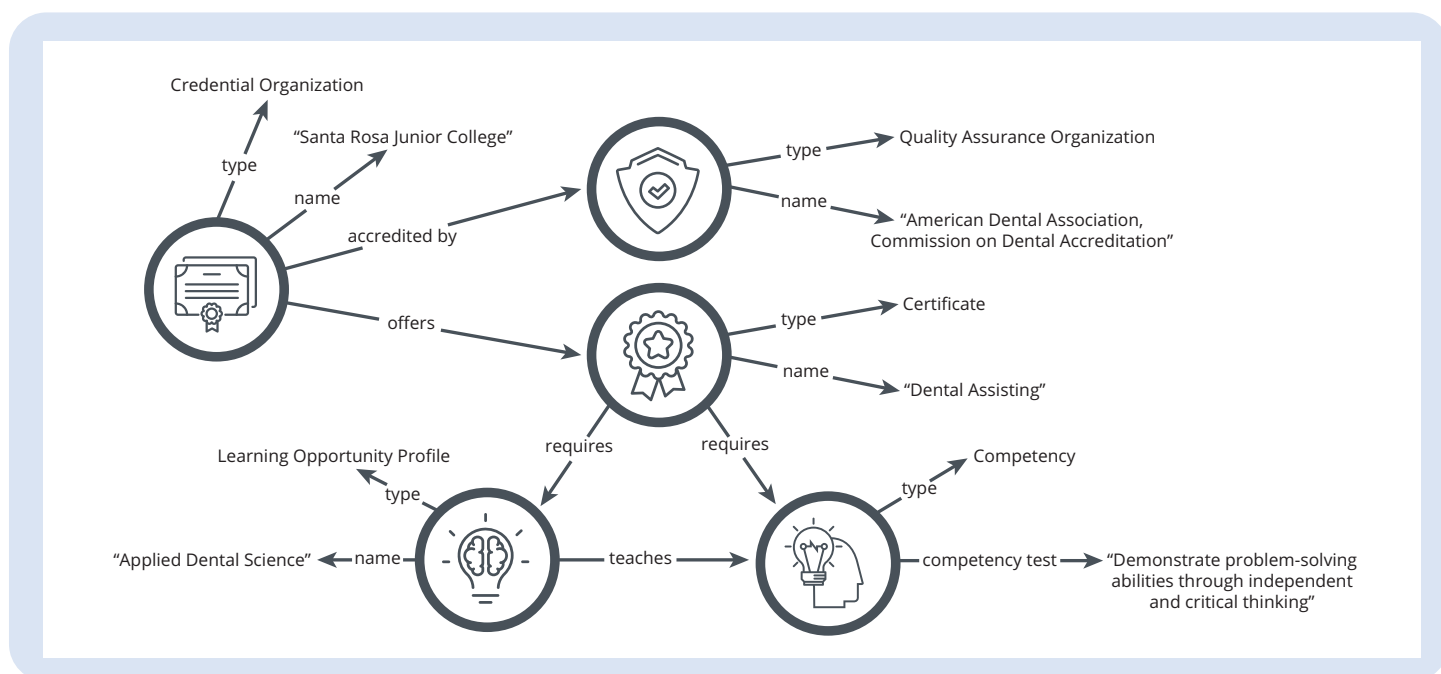 Credential Organization
“Santa Rosa Junior College”
type
name
accredited by
offers
type
Quality Assurance Organization
name
“American Dental Association,
Commission on Dental Accreditation”
type
Certificate
name
“Dental Assisting”
requires
requires
Learning Opportunity Profile
type
“Applied Dental Science”
name
teaches
type
Competency
competency test
“Demonstrate problem-solving
abilities through independent
and critical thinking”